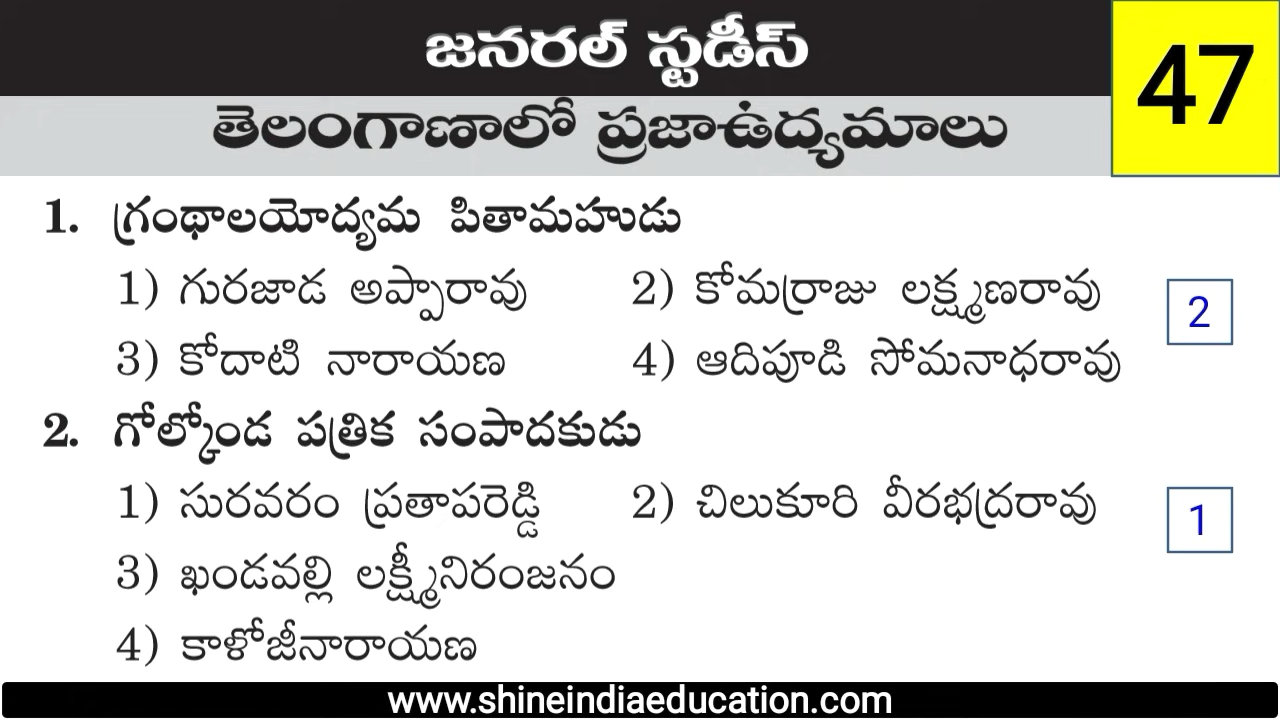 జనరల్ స్టడీస్
47
తెలంగాణాలో ప్రజాఉద్యమాలు
1. గ్రంథాలయోద్యమ పితామహుడు
1) గురజాడ అప్పారావు 2) కోమర్రాజు లక్ష్మణరావు
2
3) కోదాటి నారాయణ 4) ఆదిపూడి సోమనాధరావు
2. గోల్కోండ పత్రిక సంపాదకుడు
1) సురవరం ప్రతాపరెడ్డి 2) చిలుకూరి వీరభద్రరావు
1
3) ఖండవల్లి లక్ష్మీనిరంజనం
4) కాళోజీనారాయణ
www.shineindiaeducation.com